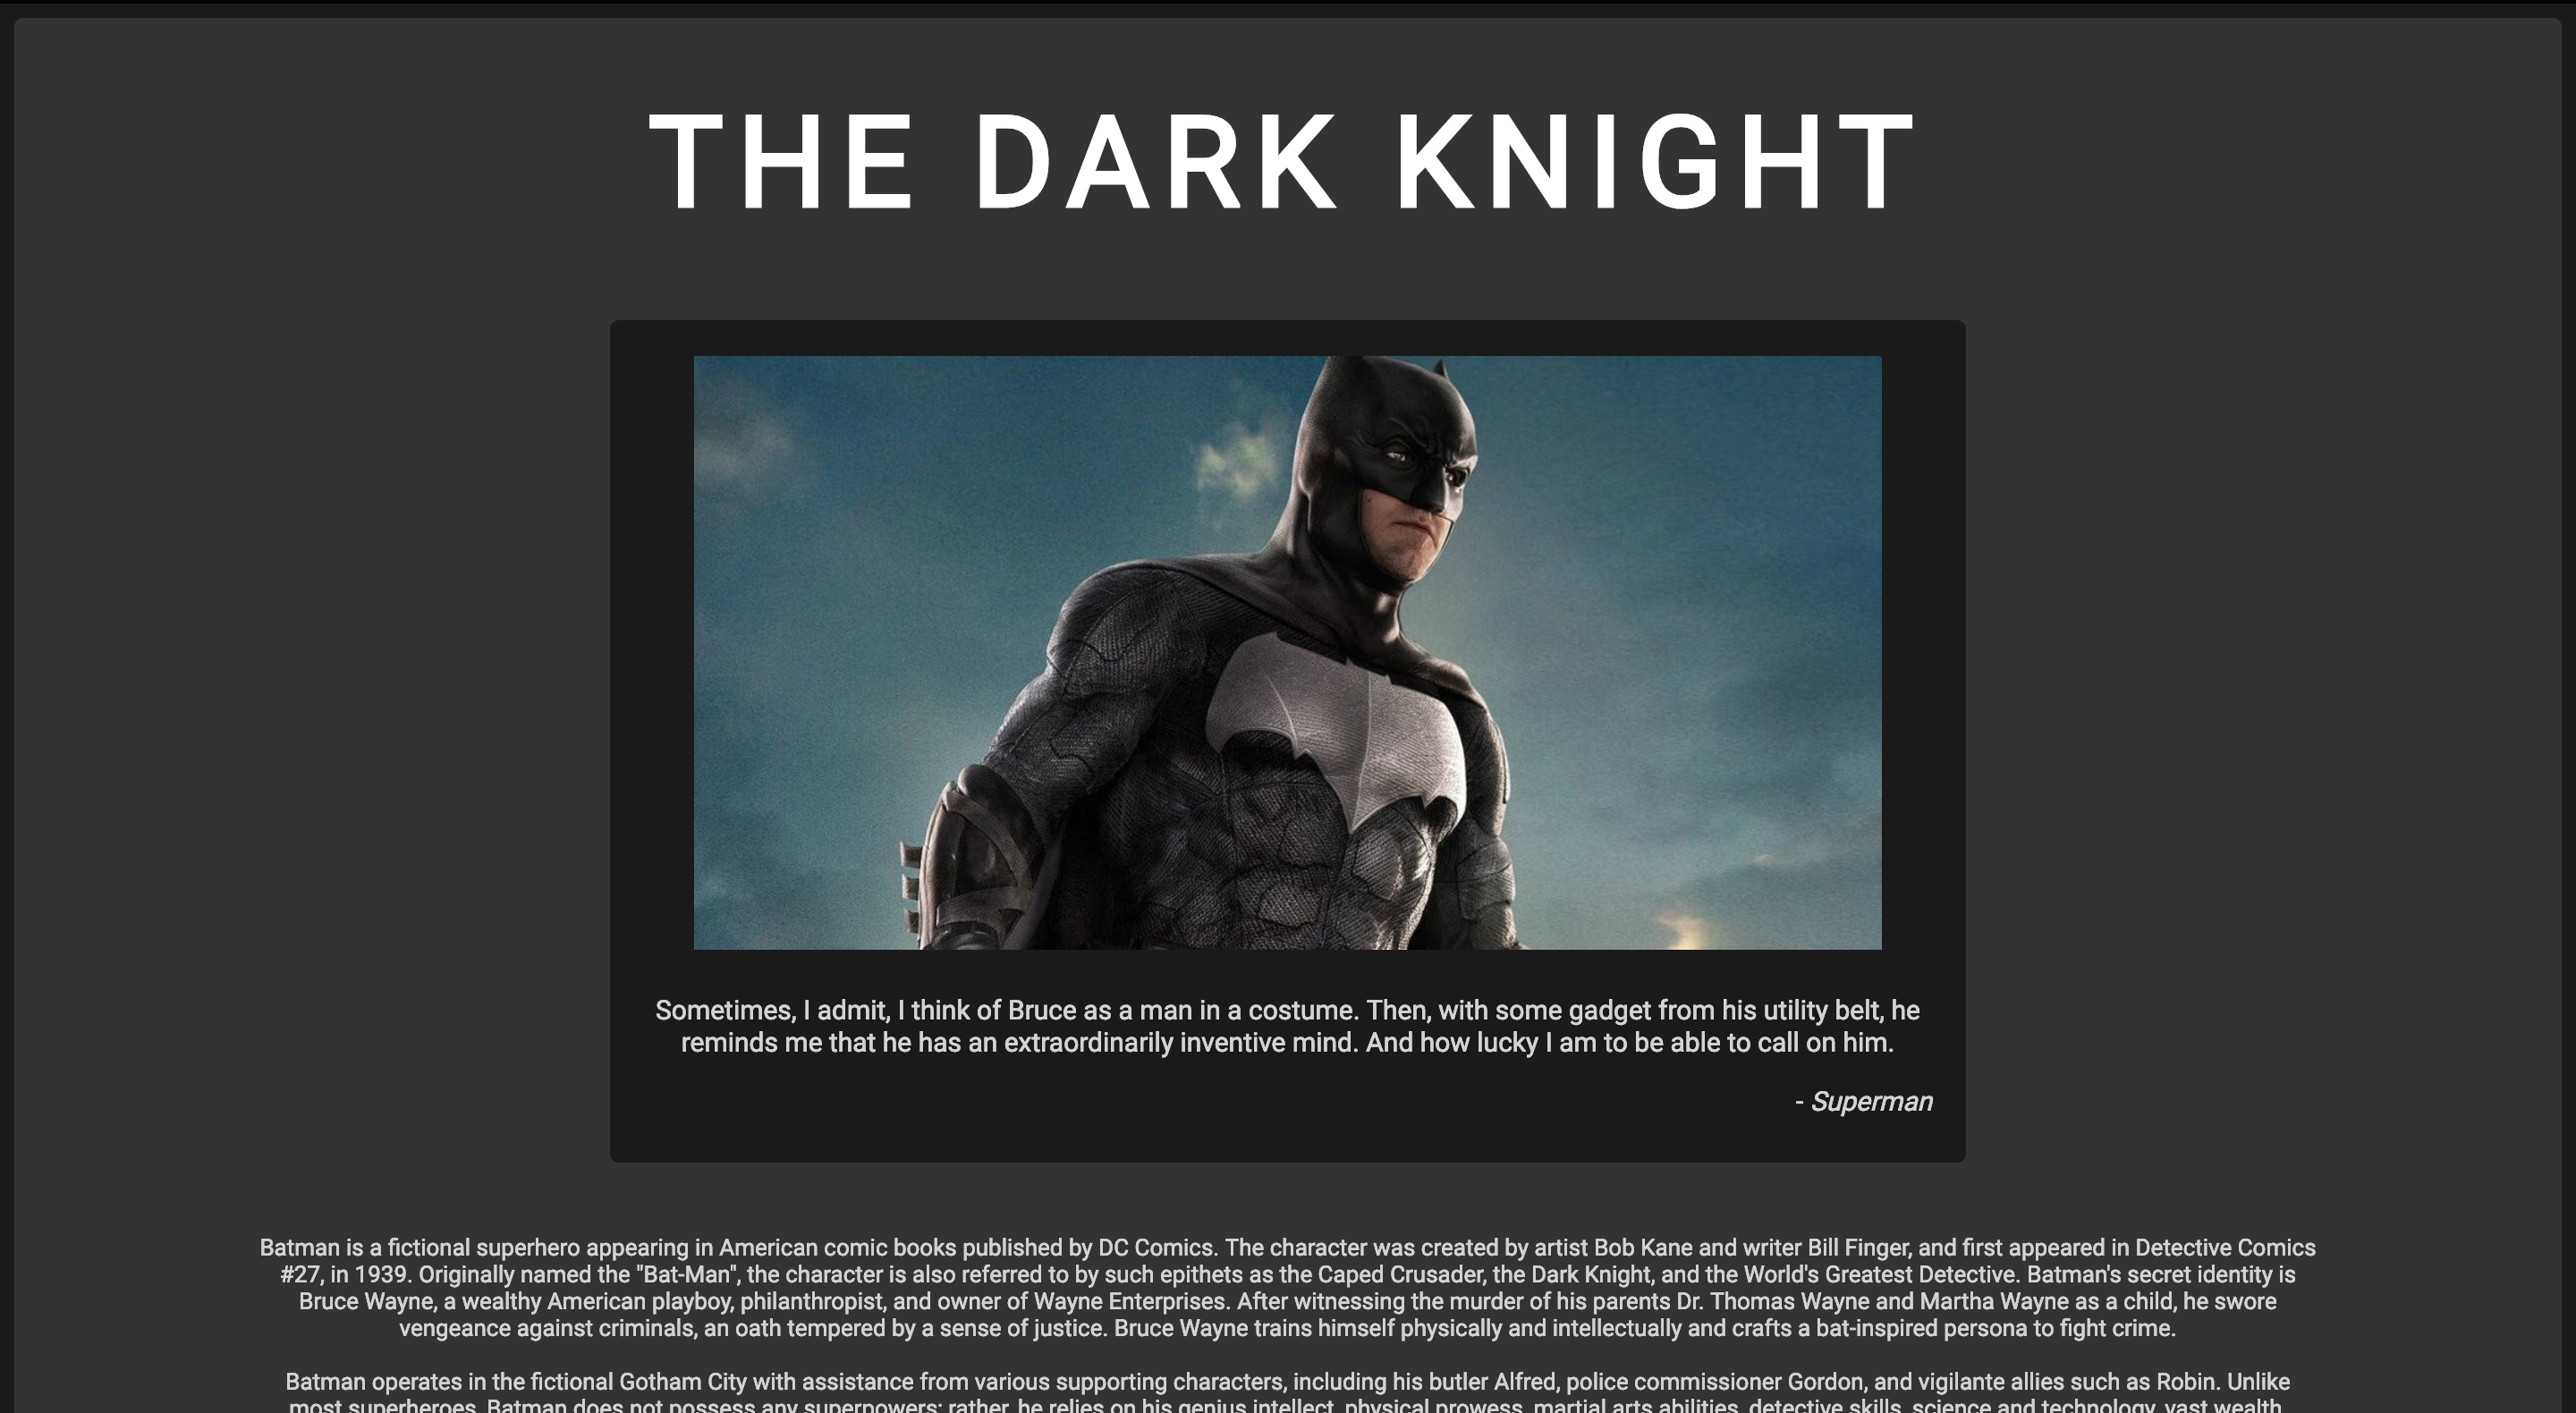 THE DARK KNIGHT
Sometimes, I admit, I think of Bruce as a man in a costume. Then, with some gadget from his utility belt, he
reminds me that he has an extraordinarily inventive mind. And how lucky I am to be able to call on him.
- Superman
Batman is a fictional superhero appearing in American comic books published by DC Comics. The character was created by artist Bob Kane and writer Bill Finger, and first appeared in Detective Comics
#27, in 1939. Originally named the "Bat-Man", the character is also referred to by such epithets as the Caped Crusader, the Dark Knight, and the World's Greatest Detective. Batman's secret identity is
Bruce Wayne, a wealthy American playboy, philanthropist, and owner of Wayne Enterprises. After witnessing the murder of his parents Dr. Thomas Wayne and Martha Wayne as a child, he swore
vengeance against criminals, an oath tempered by a sense of justice. Bruce Wayne trains himself physically and intellectually and crafts a bat-inspired persona to fight crime.
Batman operates in the fictional Gotham City with assistance from various supporting characters, including his butler Alfred, police commissioner Gordon, and vigilante allies such as Robin. Unlike
most superheroes, Batman does not possess any superpowers; rather, he relies on his genius intellect, physical prowess, martial arts abilities, detective skills, science and technology, vast wealth,